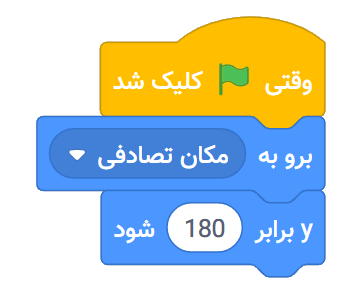 وقتی کلیک شد
برو به مکان تصادفی
y برابر 180 شود